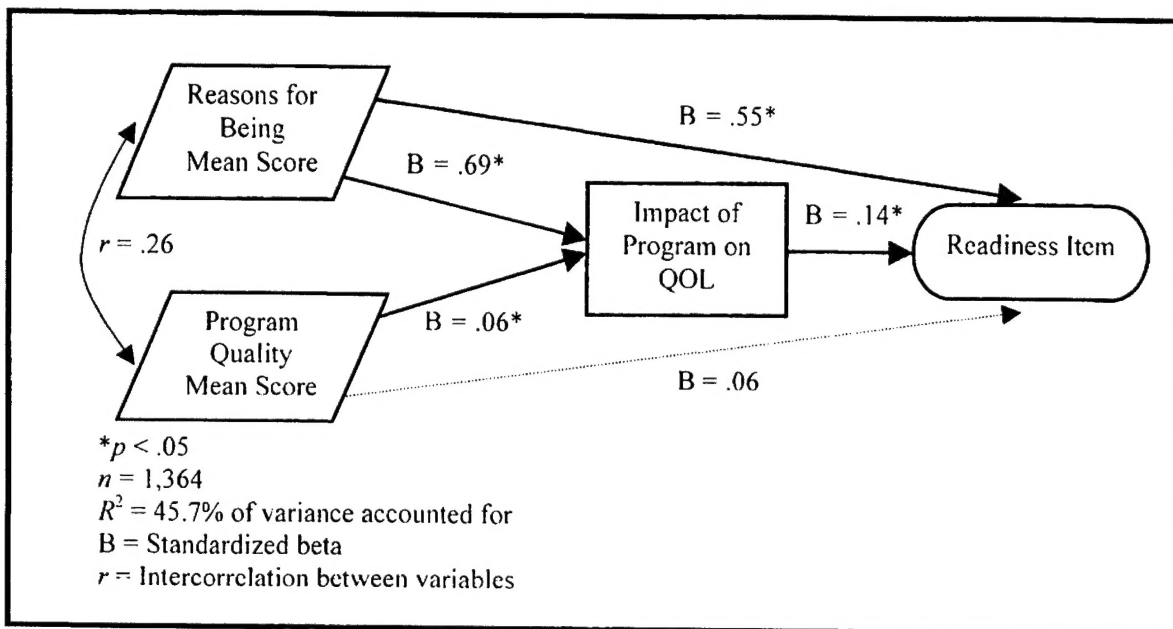 Reasons for
Being
Mean Score
B = .55*
B = .69*
Impact of
Program on
QOL
B = .14*
Readiness Item
r = .26
Program
Quality
Mean Score
B = .06*
B = .06
*p < .05
n = 1,364
R² = 45.7% of variance accounted for
B = Standardized beta
r = Intercorrelation between variables